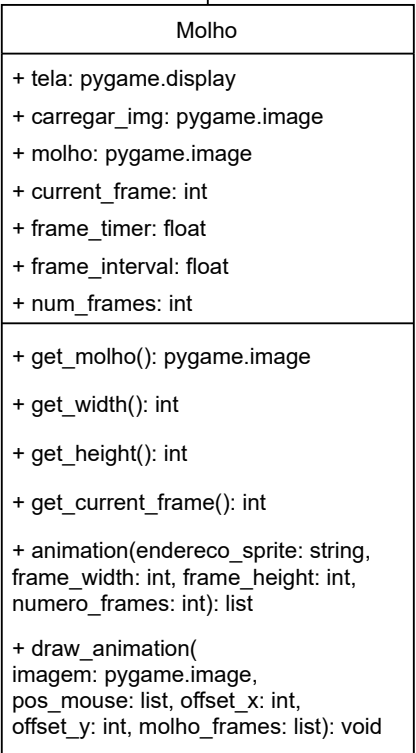 Molho
+ tela: pygame.display
+ carregar_img: pygame.image
+ molho: pygame.image
+ current_frame: int
+ frame_timer: float
+ frame_interval: float
+ num_frames: int
+ get_molho(): pygame.image
+ get_width(): int
+ get_height(): int
+ get_current_frame(): int
+ animation(endereco_sprite: string,
frame_width: int, frame_height: int,
numero_frames: int): list
+ draw_animation(
imagem: pygame.image,
pos_mouse: list, offset_x: int,
offset_y: int, molho_frames: list): void